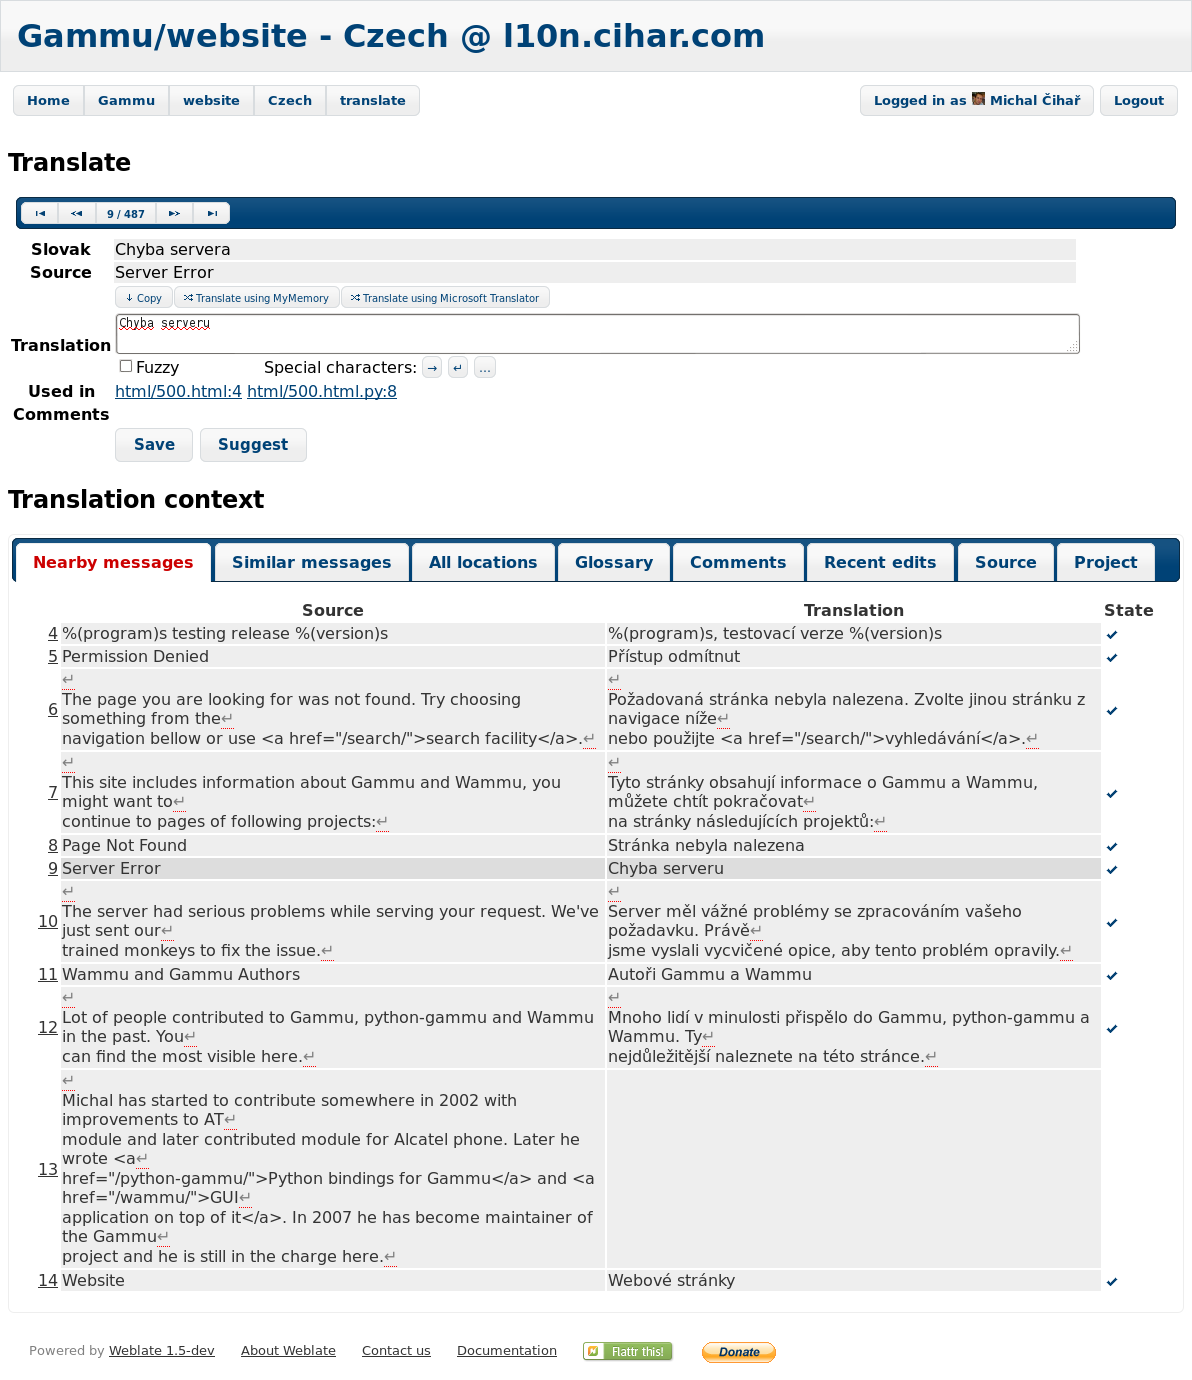 Gammu/website - Czech @ l10n.cihar.com
Home Gammu website Czech translate Logged in as Michal Čihař Logout
Translate
9 / 487
Slovak Chyba servera
Source Server Error
Copy Translate using MyMemory Translate using Microsoft Translator
Chyba serveru
Translation
Fuzzy Special characters: → ↵ …
Used in html/500.html:4 html/500.html.py:8
Comments
Save Suggest
Translation context
Nearby messages Similar messages All locations Glossary Comments Recent edits Source Project
Source Translation State
4 %(program)s testing release %(version)s %(program)s, testovací verze %(version)s
5 Permission Denied Přístup odmítnut
6 ↵
The page you are looking for was not found. Try choosing
something from the↵
navigation bellow or use <a href="/search/">search facility</a>.↵
↵
Požadovaná stránka nebyla nalezena. Zvolte jinou stránku z
navigace níže↵
nebo použijte <a href="/search/">vyhledávání</a>.↵
7 ↵
This site includes information about Gammu and Wammu, you
might want to↵
continue to pages of following projects:↵
↵
Tyto stránky obsahují informace o Gammu a Wammu,
můžete chtít pokračovat↵
na stránky následujících projektů:↵
8 Page Not Found Stránka nebyla nalezena
9 Server Error Chyba serveru
10 ↵
The server had serious problems while serving your request. We've
just sent our↵
trained monkeys to fix the issue.↵
↵
Server měl vážné problémy se zpracováním vašeho
požadavku. Právě↵
jsme vyslali vycvičené opice, aby tento problém opravily.↵
11 Wammu and Gammu Authors Autoři Gammu a Wammu
12 ↵
Lot of people contributed to Gammu, python-gammu and Wammu
in the past. You↵
can find the most visible here.↵
↵
Mnoho lidí v minulosti přispělo do Gammu, python-gammu a
Wammu. Ty↵
nejdůležitější naleznete na této stránce.↵
13 ↵
Michal has started to contribute somewhere in 2002 with
improvements to AT↵
module and later contributed module for Alcatel phone. Later he
wrote <a↵
href="/python-gammu/">Python bindings for Gammu</a> and <a
href="/wammu/">GUI↵
application on top of it</a>. In 2007 he has become maintainer of
the Gammu↵
project and he is still in the charge here.↵
14 Website Webové stránky
Powered by Weblate 1.5-dev About Weblate Contact us Documentation Flattr this! Donate